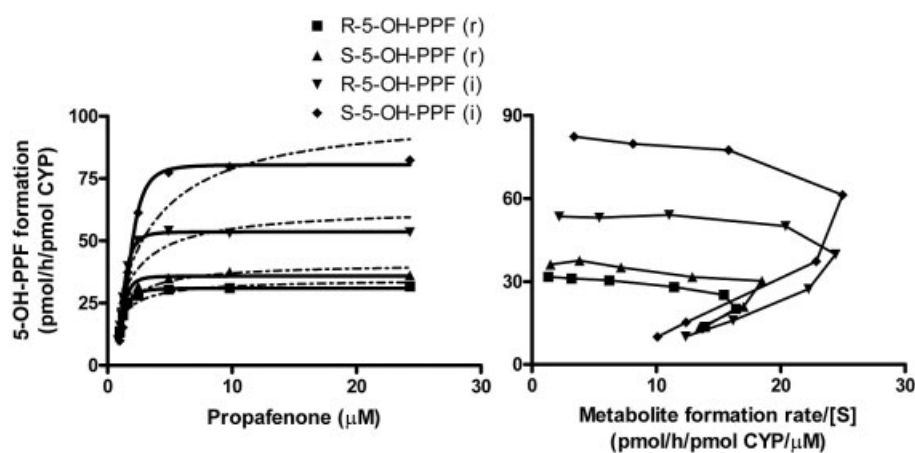 R-5-OH-PPF (r)
S-5-OH-PPF (r)
R-5-OH-PPF (i)
S-5-OH-PPF (i)
5-OH-PPF formation
(pmol/h/pmol CYP)
100
75
50
25
0
0
10
20
30
Propafenone (µM)
90
60
30
0
0
10
20
30
Metabolite formation rate/[S]
(pmol/h/pmol CYP/µM)